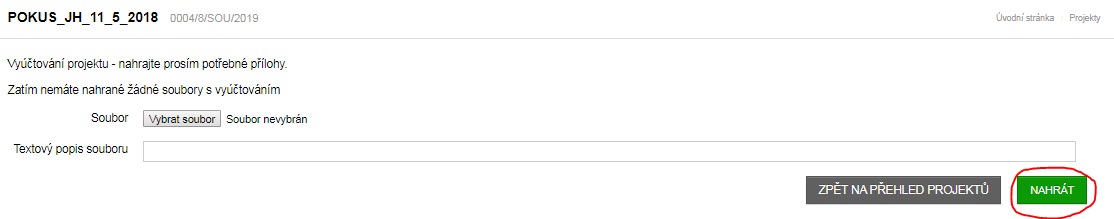 POKUS_JH_11_5_2018 0004/8/SOU/2019 Úvodní stránka Projekty
Vyúčtování projektu - nahrajte prosím potřebné přílohy.
Zatím nemáte nahrané žádné soubory s vyúčtováním
Soubor Vybrat soubor Soubor nevybrán
Textový popis souboru
ZPĚT NA PŘEHLED PROJEKTŮ NAHRÁT